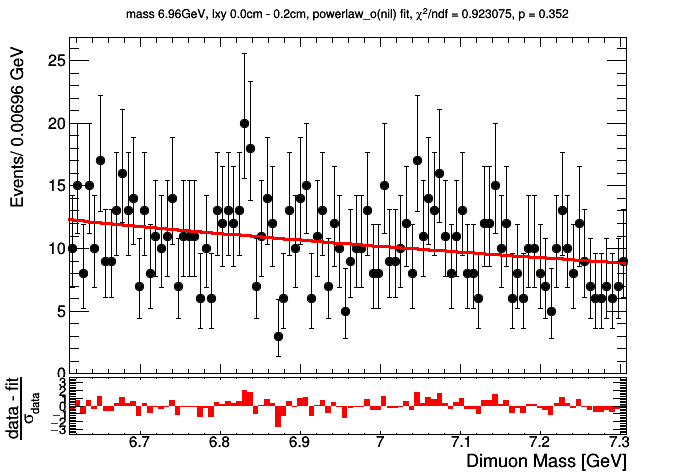 mass 6.96GeV, lxy 0.0cm - 0.2cm, powerlaw_o(nil) fit, χ²/ndf = 0.923075, p = 0.352
Events/ 0.00696 GeV
25
20
15
10
5
0
data - fit
σdata
3
2
1
0
−1
−2
−3
6.7 6.8 6.9 7 7.1 7.2 7.3
Dimuon Mass [GeV]